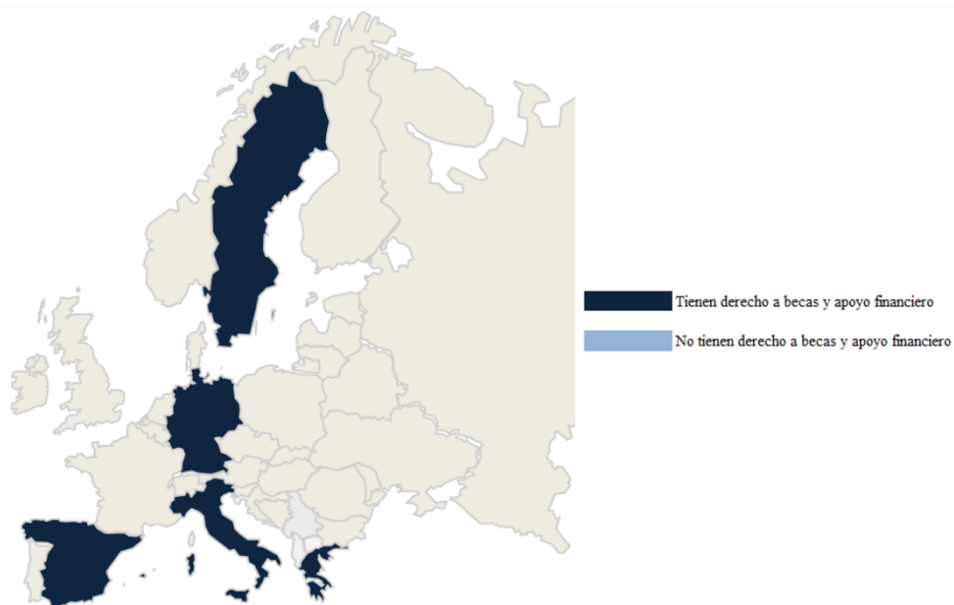 Tienen derecho a becas y apoyo financiero
No tienen derecho a becas y apoyo financiero